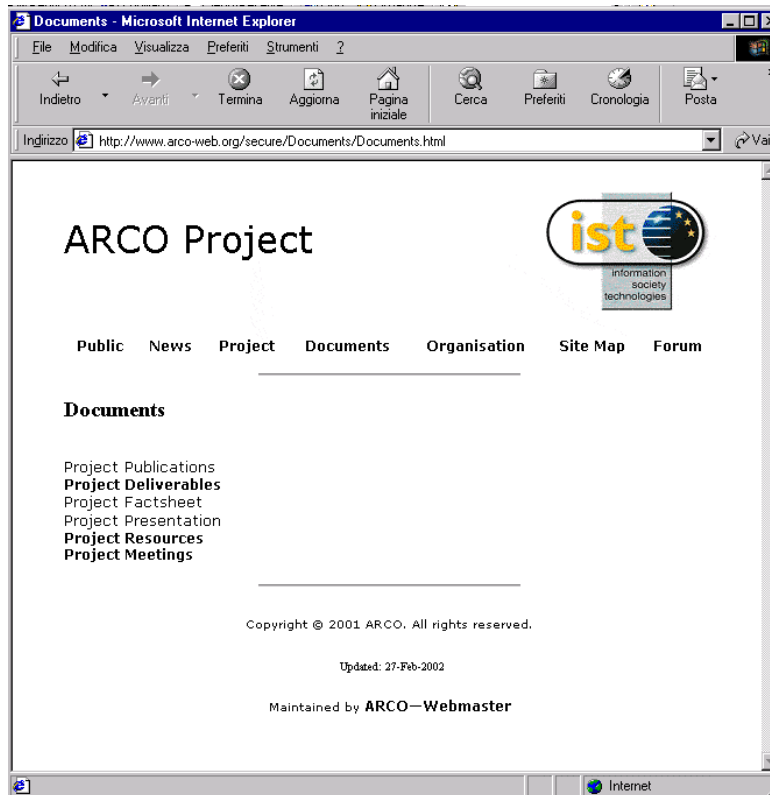 Documents - Microsoft Internet Explorer
File Modifica Visualizza Preferiti Strumenti ?
Indietro Avanti Termina Aggiorna Pagina iniziale Cerca Preferiti Cronologia Posta
Indirizzo http://www.arco-web.org/secure/Documents/Documents.html Vai
ARCO Project
ist
information
society
technologies
Public News Project Documents Organisation Site Map Forum
Documents
Project Publications
Project Deliverables
Project Factsheet
Project Presentation
Project Resources
Project Meetings
Copyright © 2001 ARCO. All rights reserved.
Updated: 27-Feb-2002
Maintained by ARCO—Webmaster
Internet